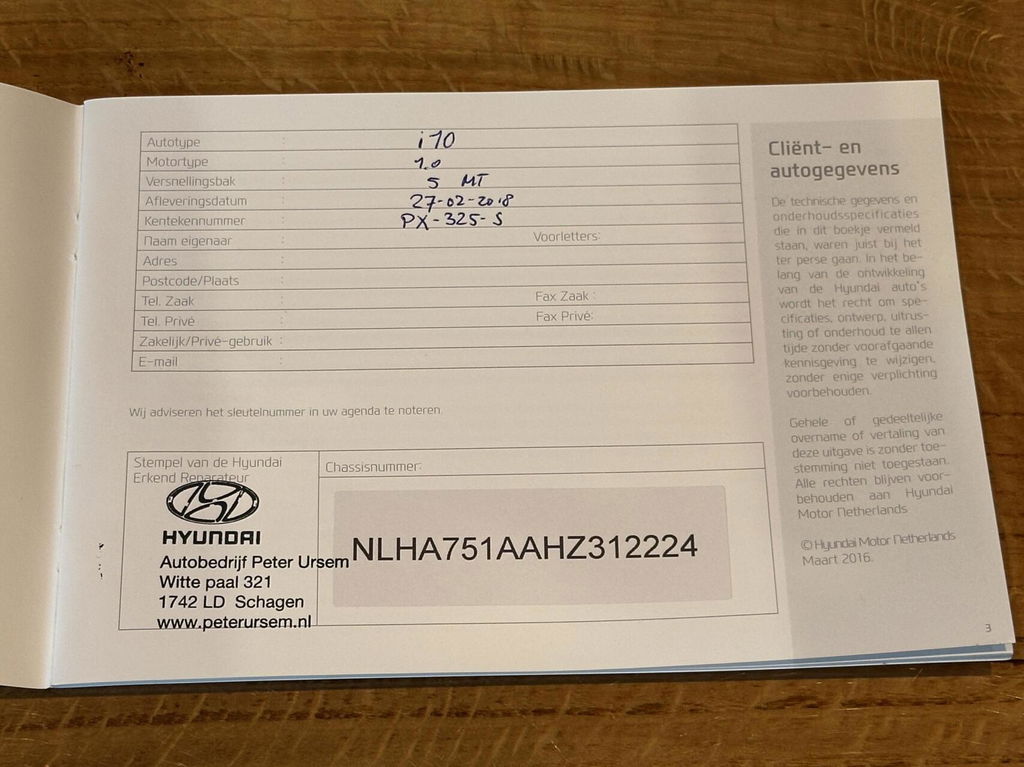 Autotype : i10
Motortype : 1.0
Versnellingsbak : 5 MT
Afleveringsdatum : 27-02-2018
Kentekennummer : PX-325-S
Naam eigenaar : Voorletters:
Adres :
Postcode/Plaats :
Tel. Zaak : Fax Zaak :
Tel. Privé : Fax Privé:
Zakelijk/Privé-gebruik :
E-mail :
Wij adviseren het sleutelnummer in uw agenda te noteren.
Stempel van de Hyundai
Erkend Reparateur
HYUNDAI
Autobedrijf Peter Ursem
Witte paal 321
1742 LD Schagen
www.peterursem.nl
Chassisnummer:
NLHA751AAHZ312224
Cliënt- en
autogegevens
De technische gegevens en
onderhoudsspecificaties
die in dit boekje vermeld
staan, waren juist bij het
ter perse gaan. In het be-
lang van de ontwikkeling
van de Hyundai auto's
wordt het recht om spe-
cificaties, ontwerp, uitrus-
ting of onderhoud te allen
tijde zonder voorafgaande
kennisgeving te wijzigen,
zonder enige verplichting
voorbehouden.
Gehele of gedeeltelijke
overname of vertaling van
deze uitgave is zonder toe-
stemming niet toegestaan.
Alle rechten blijven voor-
behouden aan Hyundai
Motor Netherlands
© Hyundai Motor Netherlands
Maart 2016.
3